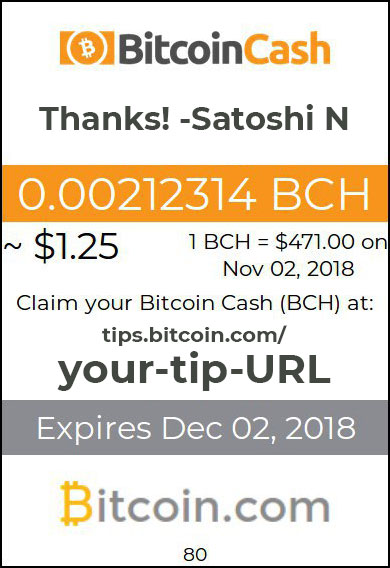 BitcoinCash
Thanks! -Satoshi N
0.00212314 BCH
~ $1.25
1 BCH = $471.00 on
Nov 02, 2018
Claim your Bitcoin Cash (BCH) at:
tips.bitcoin.com/
your-tip-URL
Expires Dec 02, 2018
Bitcoin.com
80